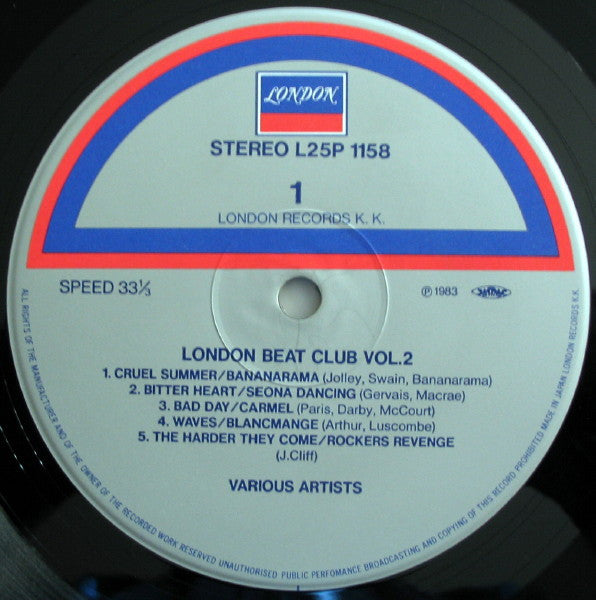 LONDON
STEREO L25P 1158
1
LONDON RECORDS K. K.
SPEED 33⅓
Ⓟ 1983
LONDON BEAT CLUB VOL.2
1. CRUEL SUMMER/BANANARAMA (Jolley, Swain, Bananarama)
2. BITTER HEART/SEONA DANCING (Gervais, Macrae)
3. BAD DAY/CARMEL (Paris, Darby, McCourt)
4. WAVES/BLANCMANGE (Arthur, Luscombe)
5. THE HARDER THEY COME/ROCKERS REVENGE
(J.Cliff)
VARIOUS ARTISTS
ALL RIGHTS OF THE MANUFACTURER AND OF THE OWNER OF THE RECORDED WORK RESERVED UNAUTHORISED PUBLIC PERFOMANCE BROADCASTING AND COPYING OF THIS RECORD PROHIBITED MADE IN JAPAN LONDON RECORDS K.K.